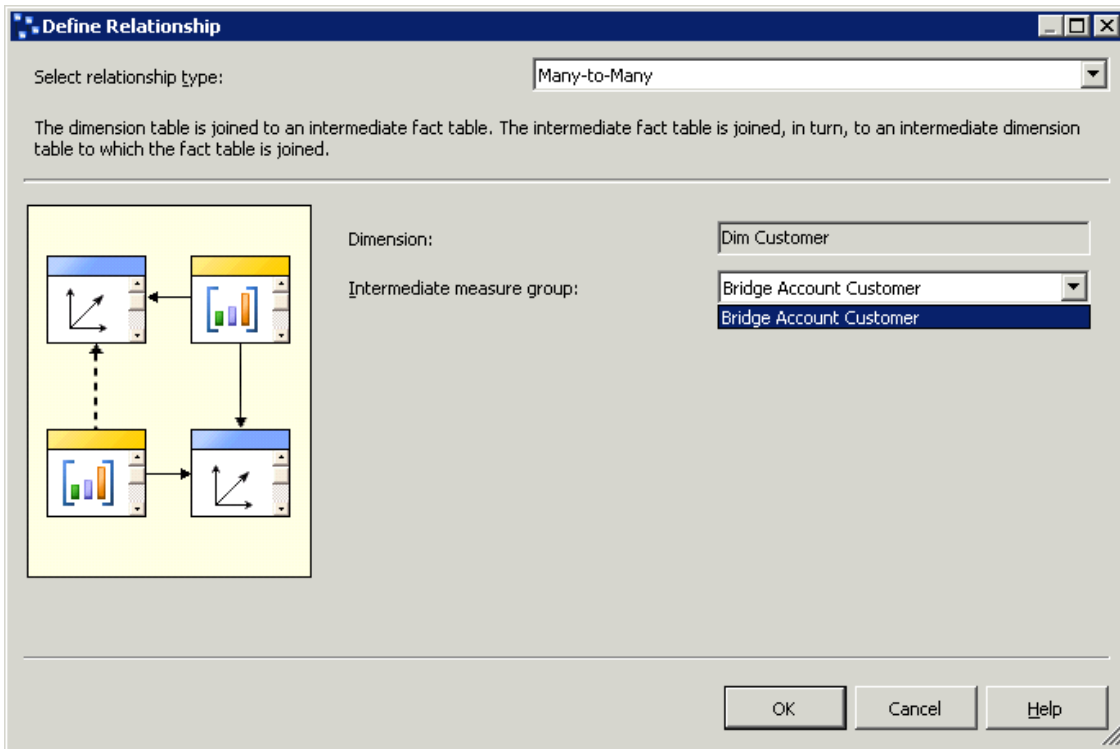 Define Relationship
Select relationship type:
Many-to-Many
The dimension table is joined to an intermediate fact table. The intermediate fact table is joined, in turn, to an intermediate dimension
table to which the fact table is joined.
Dimension:
Dim Customer
Intermediate measure group:
Bridge Account Customer
Bridge Account Customer
OK
Cancel
Help